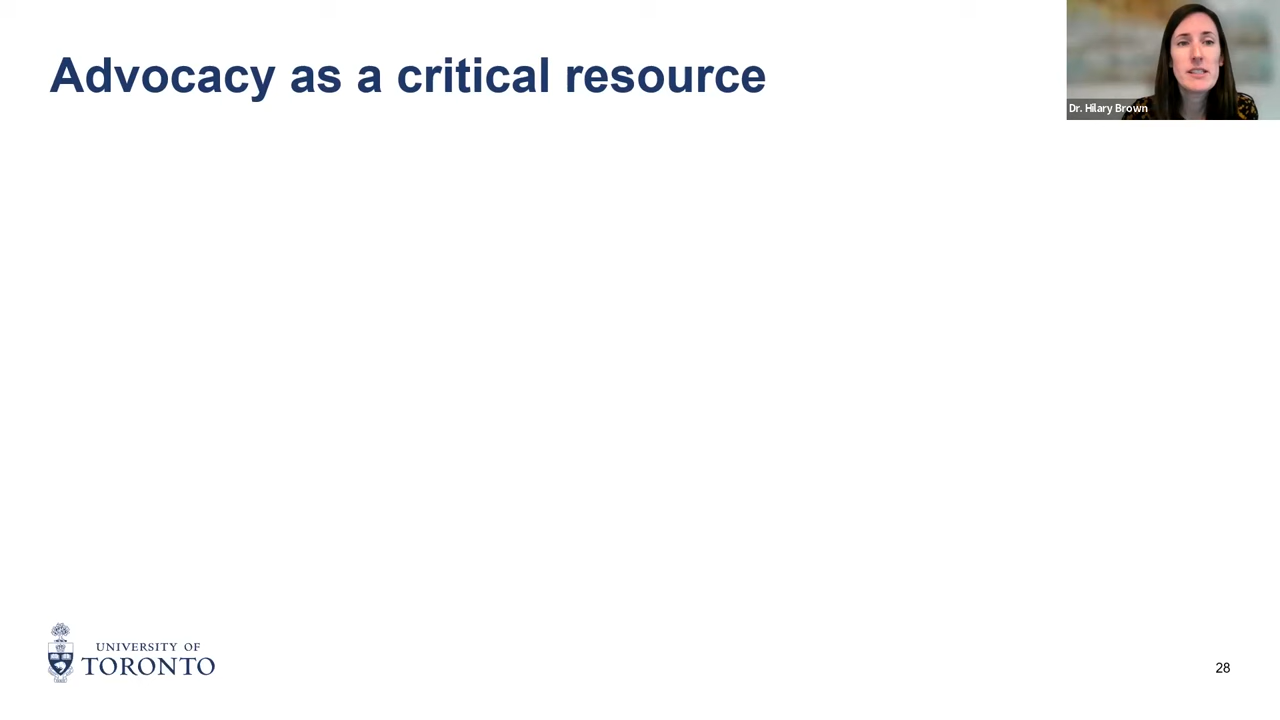 Advocacy as a critical resource
Dr. Hilary Brown
UNIVERSITY OF
TORONTO
28